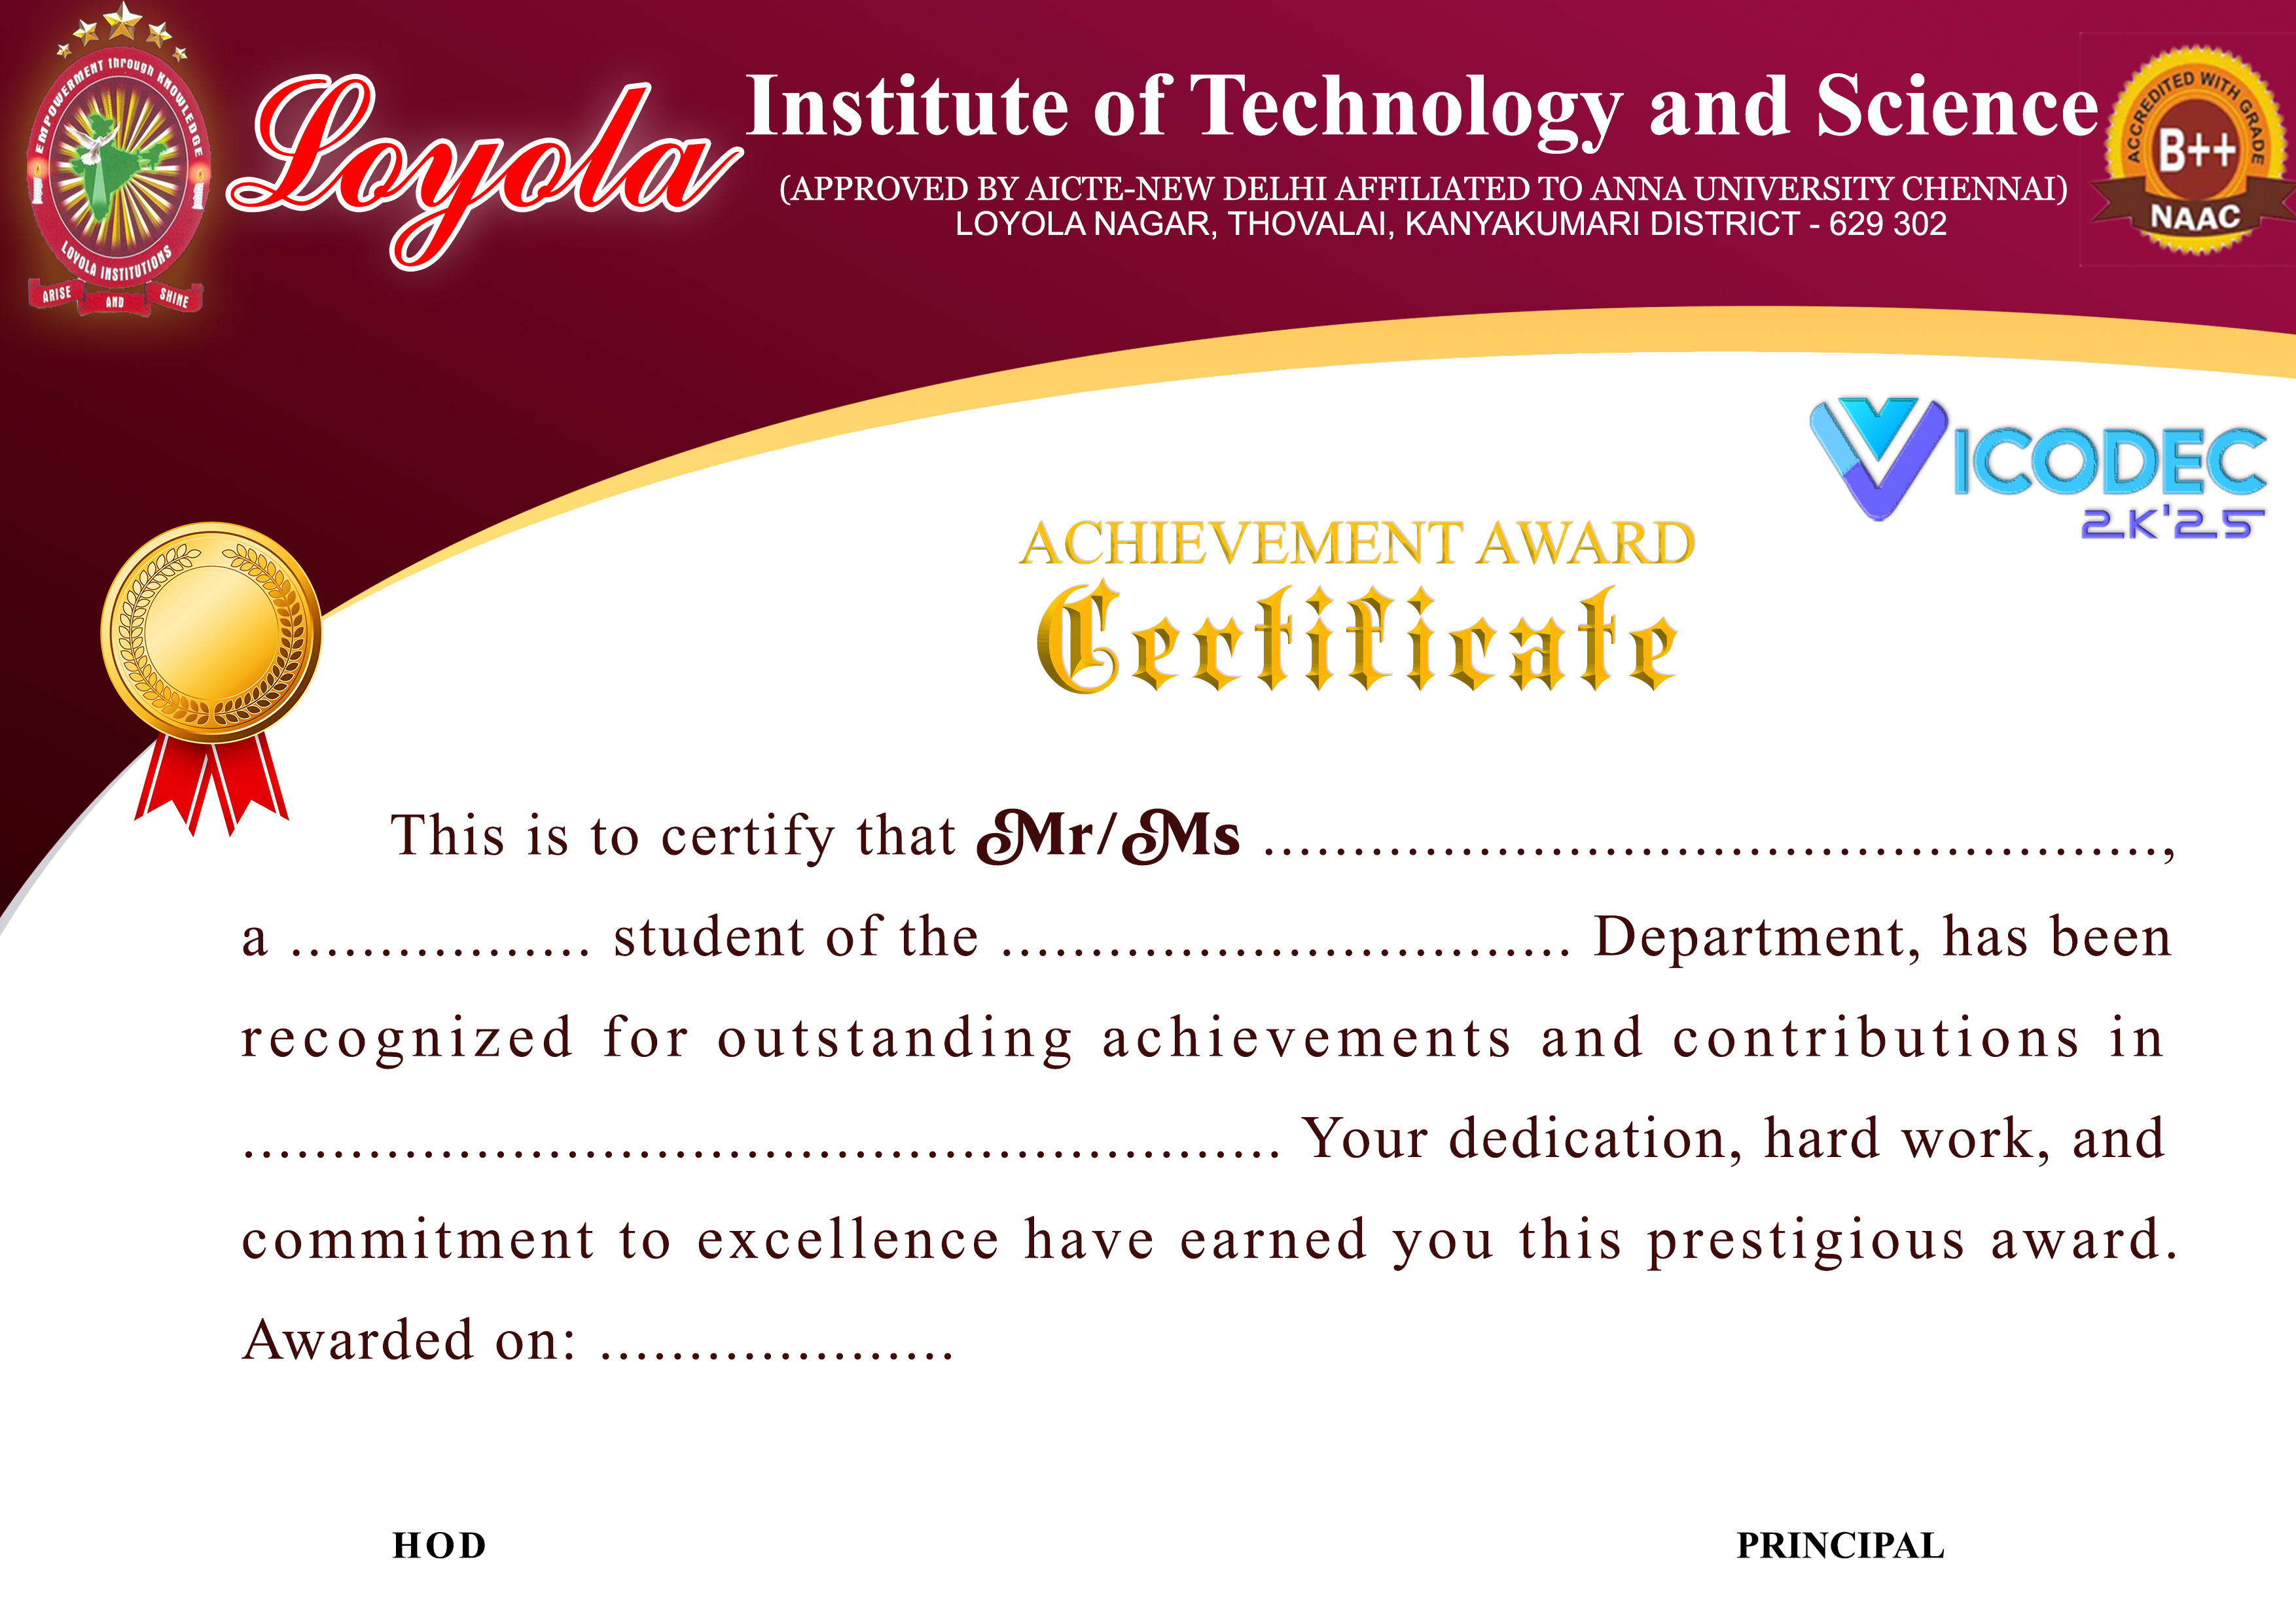 EMPOWERMENT through KNOWLEDGE
LOYOLA INSTITUTIONS
ARISE AND SHINE
Loyola Institute of Technology and Science
(APPROVED BY AICTE-NEW DELHI AFFILIATED TO ANNA UNIVERSITY CHENNAI)
LOYOLA NAGAR, THOVALAI, KANYAKUMARI DISTRICT - 629 302
ACCREDITED WITH GRADE
B++
NAAC
VICODEC
2K'25
ACHIEVEMENT AWARD
Certificate
This is to certify that Mr/Ms ..................................................,
a ................. student of the ................................ Department, has been
recognized for outstanding achievements and contributions in
.......................................................... Your dedication, hard work, and
commitment to excellence have earned you this prestigious award.
Awarded on: ....................
HOD
PRINCIPAL